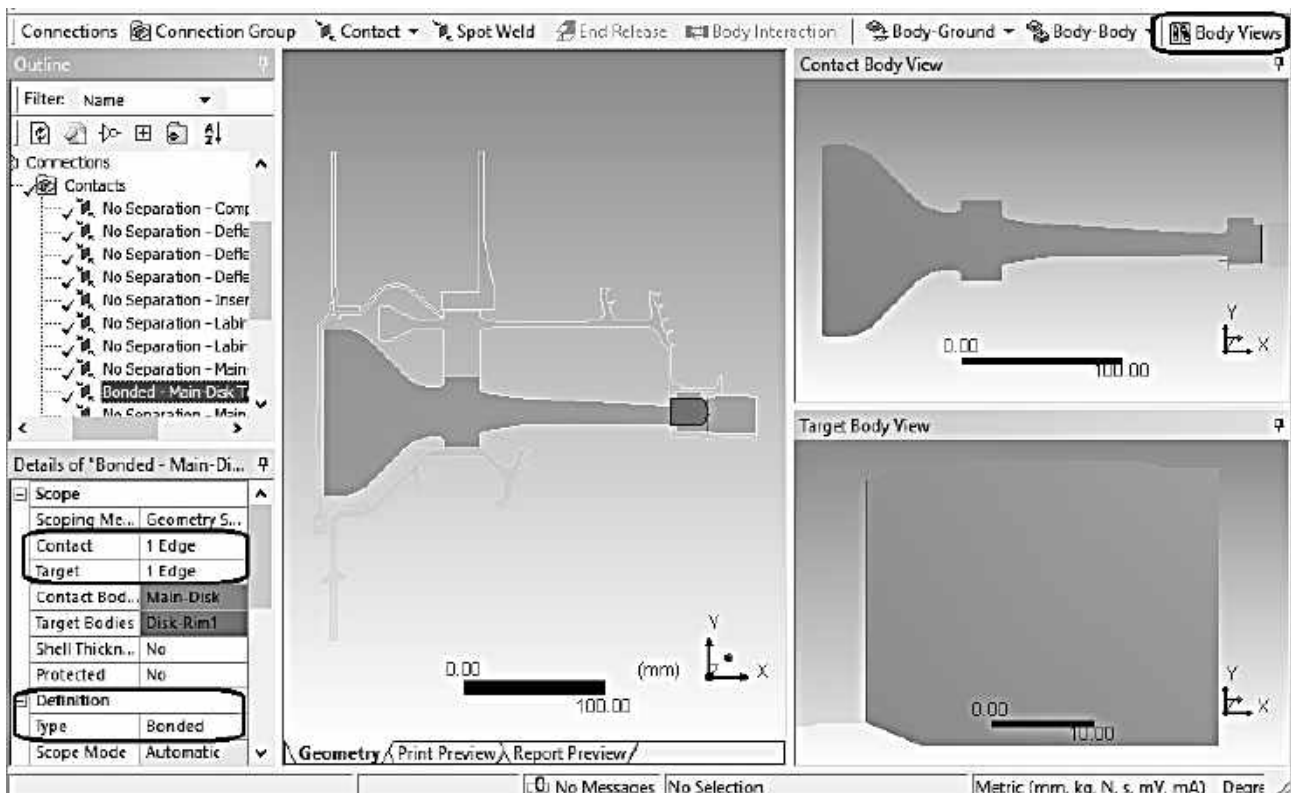 Connections Connection Group Contact Spot Weld End Release Body Interaction Body-Ground Body-Body Body Views
Outline
Filter: Name
Connections
Contacts
No Separation - Comp
No Separation - Defle
No Separation - Defle
No Separation - Defle
No Separation - Inser
No Separation - Labir
No Separation - Labir
No Separation - Main-
Bonded - Main-Disk T
No Separation - Main
Details of "Bonded - Main-Di...
Scope
Scoping Me... Geometry S...
Contact 1 Edge
Target 1 Edge
Contact Bod... Main-Disk
Target Bodies Disk-Rim1
Shell Thickn... No
Protected No
Definition
Type Bonded
Scope Mode Automatic
0.00 (mm)
100.00
Y
X
Geometry Print Preview Report Preview
Contact Body View
0.00
100.00
Y
X
Target Body View
0.00
10.00
Y
X
No Messages No Selection Metric (mm, kg, N, s, mV, mA) Degre